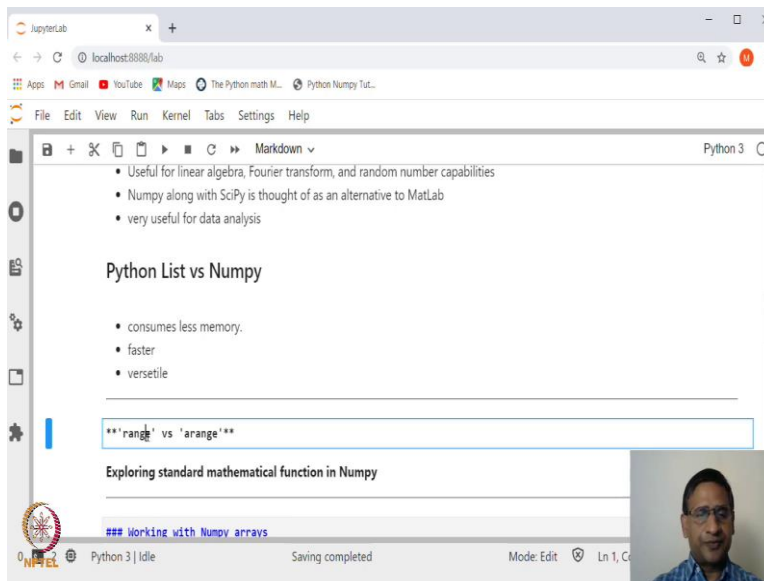 JupyterLab
localhost:8888/lab
M
Apps Gmail YouTube Maps The Python math M... Python Numpy Tut...
File Edit View Run Kernel Tabs Settings Help
Markdown Python 3
• Useful for linear algebra, Fourier transform, and random number capabilities
• Numpy along with SciPy is thought of as an alternative to MatLab
• very useful for data analysis
Python List vs Numpy
• consumes less memory.
• faster
• versetile
**'range' vs 'arange'**
Exploring standard mathematical function in Numpy
### Working with Numpy arrays
0 2 Python 3 | Idle Saving completed Mode: Edit Ln 1, Co
NPTEL